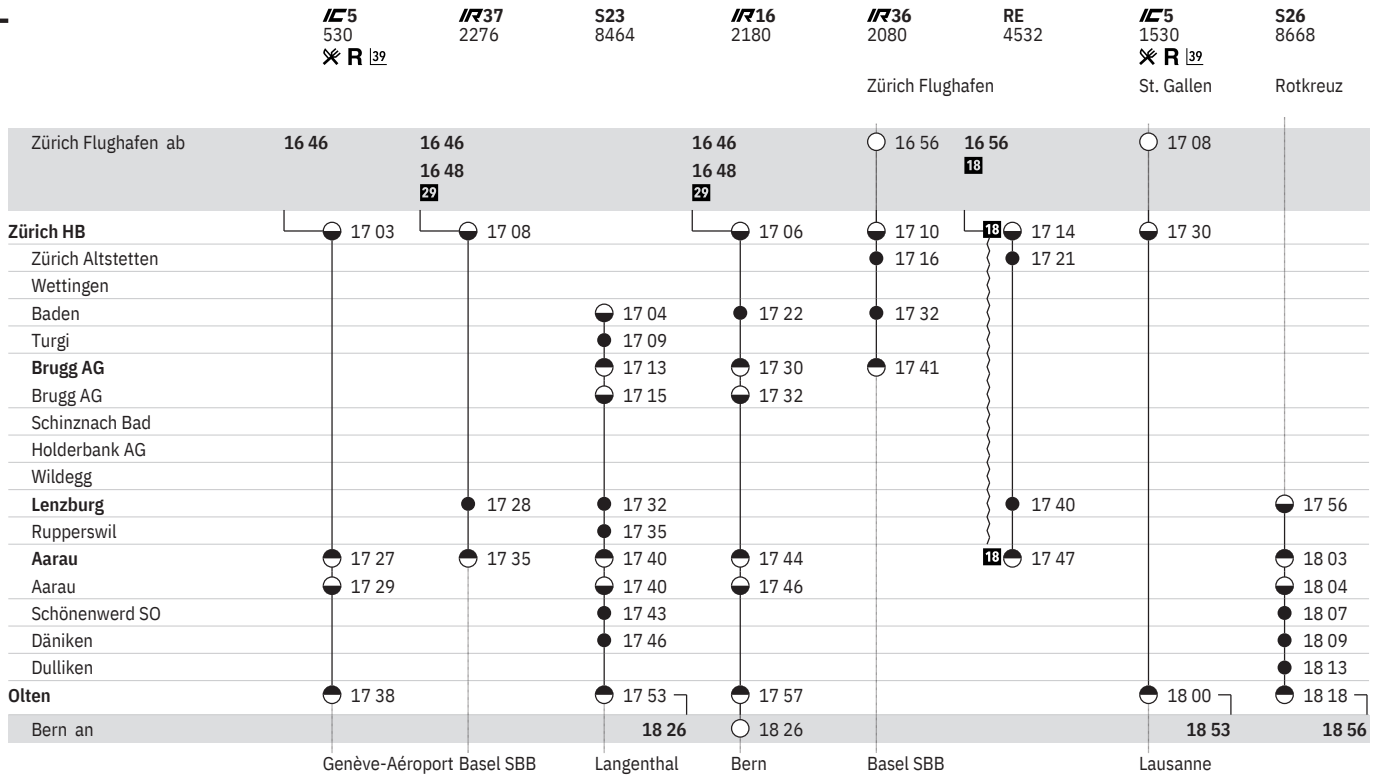 IC5 IR37 S23 IR16 IR36 RE IC5 S26
530 2276 8464 2180 2080 4532 1530 8668
R 39 R 39
Zürich Flughafen St. Gallen Rotkreuz
Zürich Flughafen ab 16 46 16 46 16 46 16 56 16 56 17 08
16 48 16 48 18
29 29
Zürich HB 17 03 17 08 17 06 17 10 18 17 14 17 30
Zürich Altstetten 17 16 17 21
Wettingen
Baden 17 04 17 22 17 32
Turgi 17 09
Brugg AG 17 13 17 30 17 41
Brugg AG 17 15 17 32
Schinznach Bad
Holderbank AG
Wildegg
Lenzburg 17 28 17 32 17 40 17 56
Rupperswil 17 35
Aarau 17 27 17 35 17 40 17 44 18 17 47 18 03
Aarau 17 29 17 40 17 46 18 04
Schönenwerd SO 17 43 18 07
Däniken 17 46 18 09
Dulliken 18 13
Olten 17 38 17 53 17 57 18 00 18 18
Bern an 18 26 18 26 18 53 18 56
Genève-Aéroport Basel SBB Langenthal Bern Basel SBB Lausanne